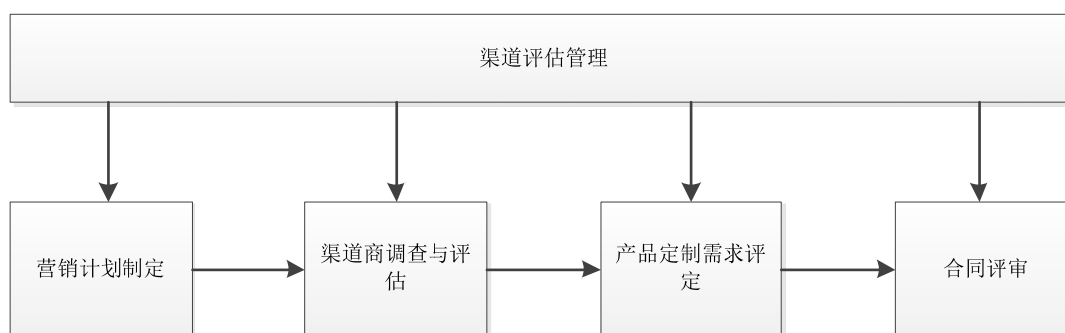 渠道评估管理
营销计划制定
渠道商调查与评
估
产品定制需求评
定
合同评审